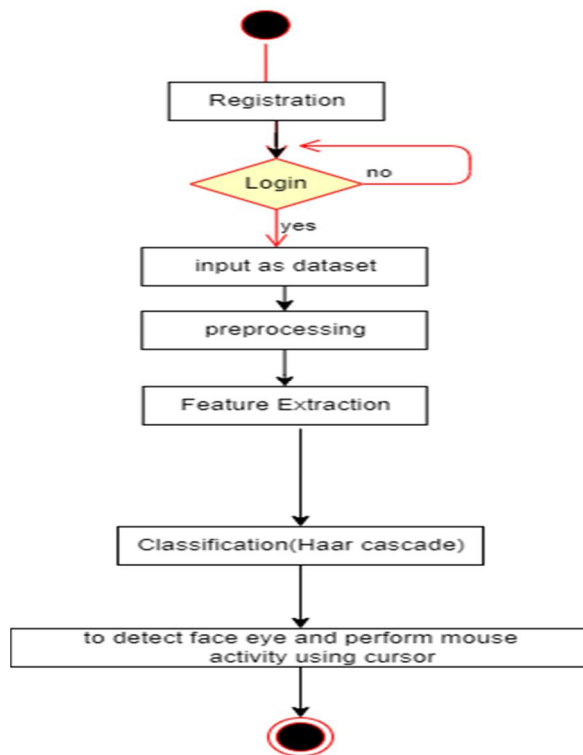 Registration
Login
no
yes
input as dataset
preprocessing
Feature Extraction
Classification(Haar cascade)
to detect face eye and perform mouse
activity using cursor